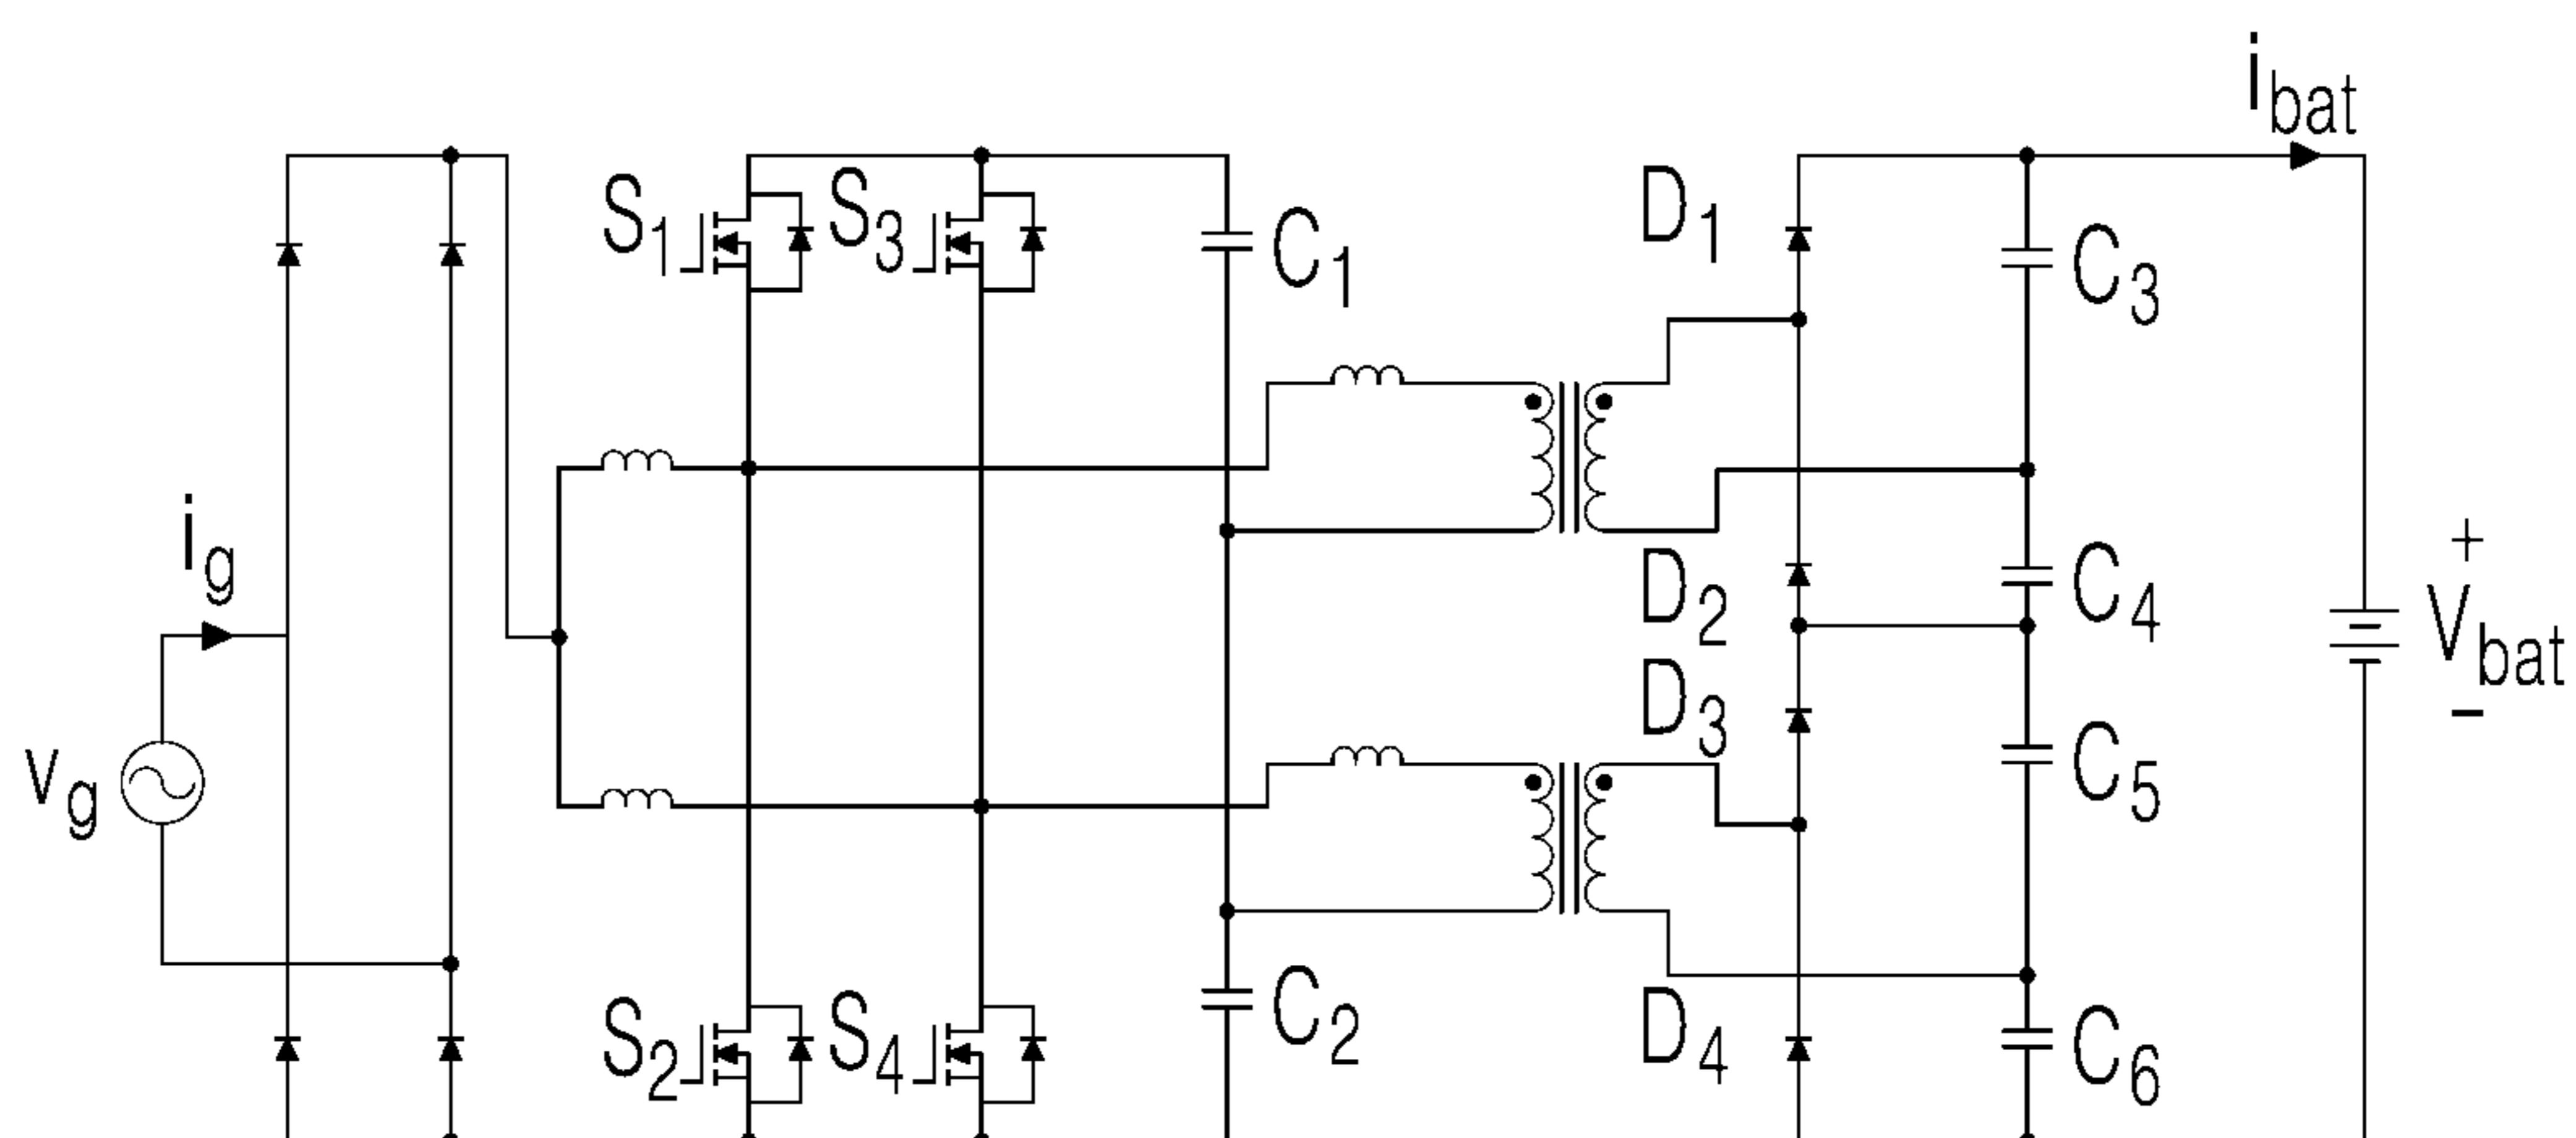 i_bat
S_1
S_3
C_1
D_1
C_3
i_g
D_2
C_4
+
V_bat
−
D_3
C_5
v_g
S_2
S_4
C_2
D_4
C_6